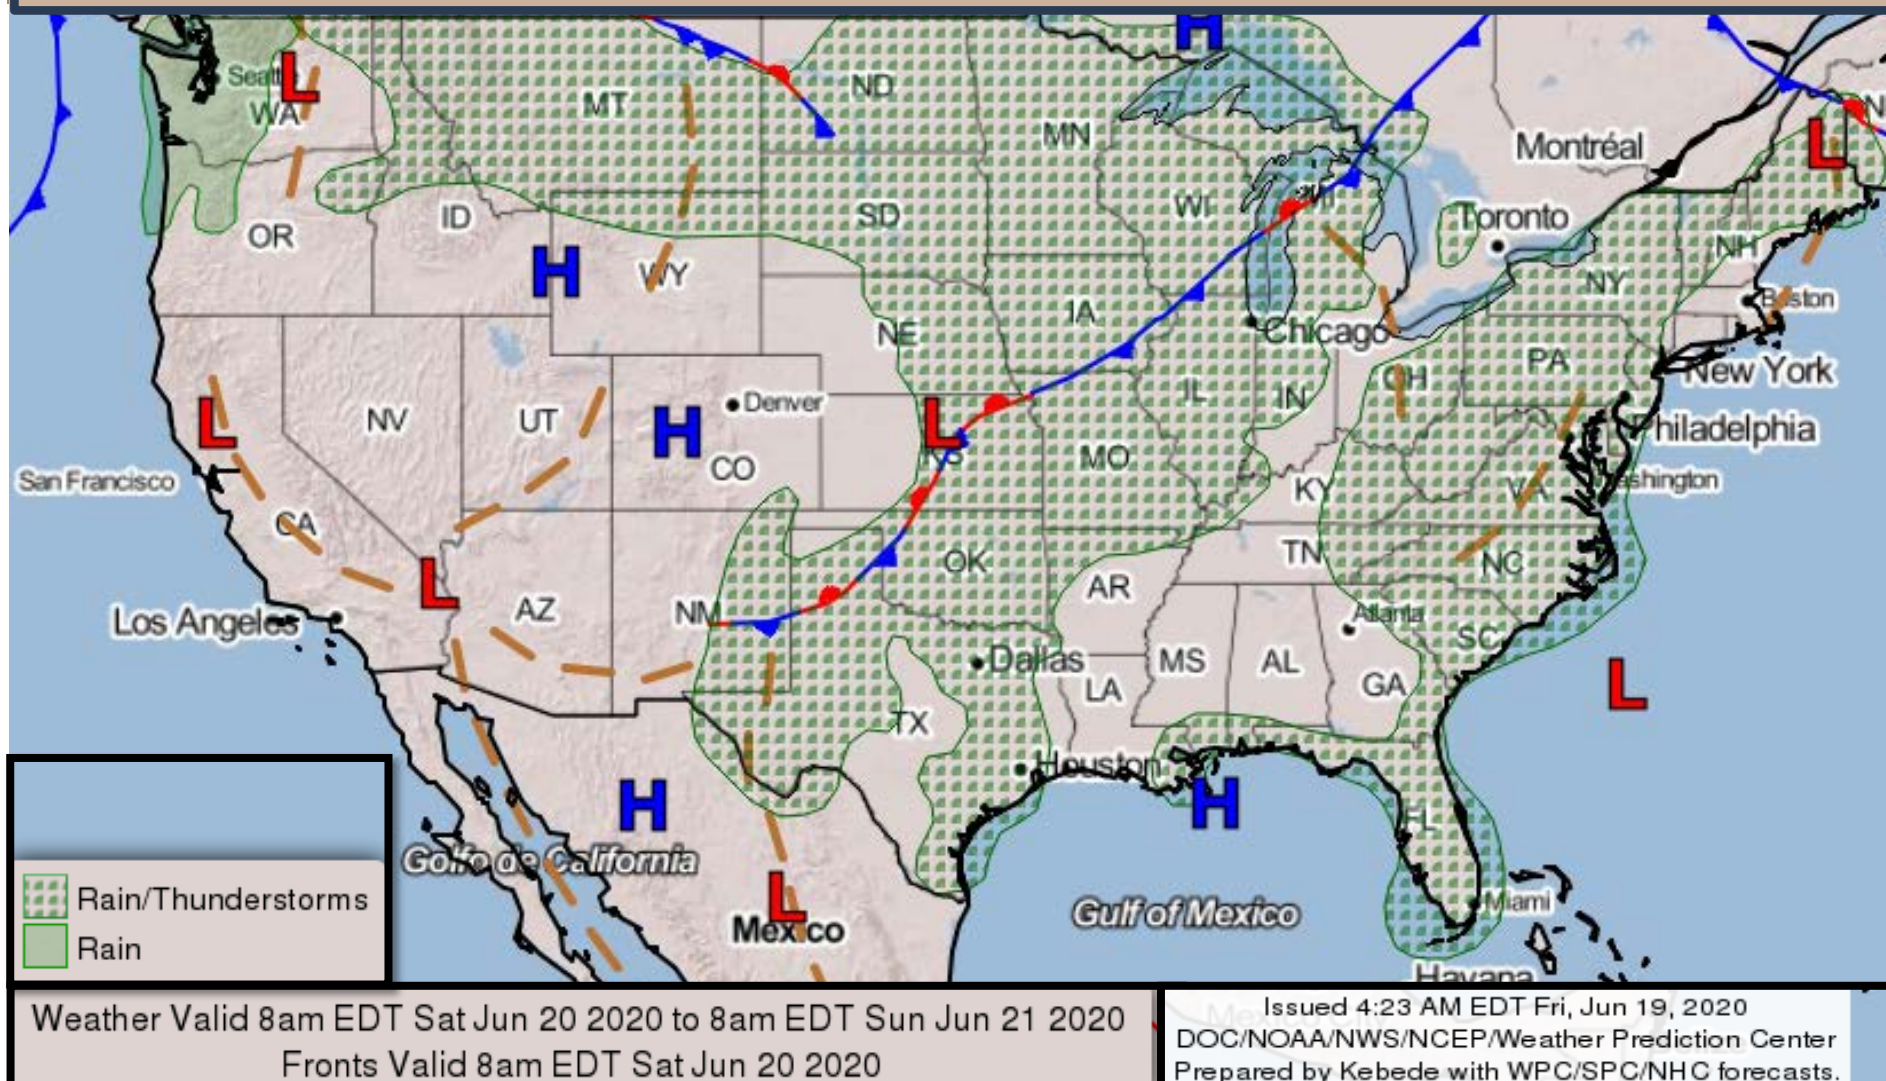 H
ND
Seattle
L
WA
MT
MN
Montréal
L
WI
MI
ID
SD
Toronto
OR
NH
H
WY
NY
Boston
IA
NE
Chicago
PA
OH
New York
IL
IN
Denver
NV
UT
L
H
L
Philadelphia
KS
MO
CO
San Francisco
KY
VA
Washington
CA
TN
OK
NC
L
AR
AZ
NM
Atlanta
Los Angeles
SC
Dallas
MS
AL
GA
L
LA
TX
Houston
H
H
FL
Golfo de California
L
Miami
Gulf of Mexico
Mexico
Havana
Rain/Thunderstorms
Rain
Weather Valid 8am EDT Sat Jun 20 2020 to 8am EDT Sun Jun 21 2020
Fronts Valid 8am EDT Sat Jun 20 2020
Issued 4:23 AM EDT Fri, Jun 19, 2020
Mexico City
DOC/NOAA/NWS/NCEP/Weather Prediction Center
Belize
Prepared by Kebede with WPC/SPC/NHC forecasts.